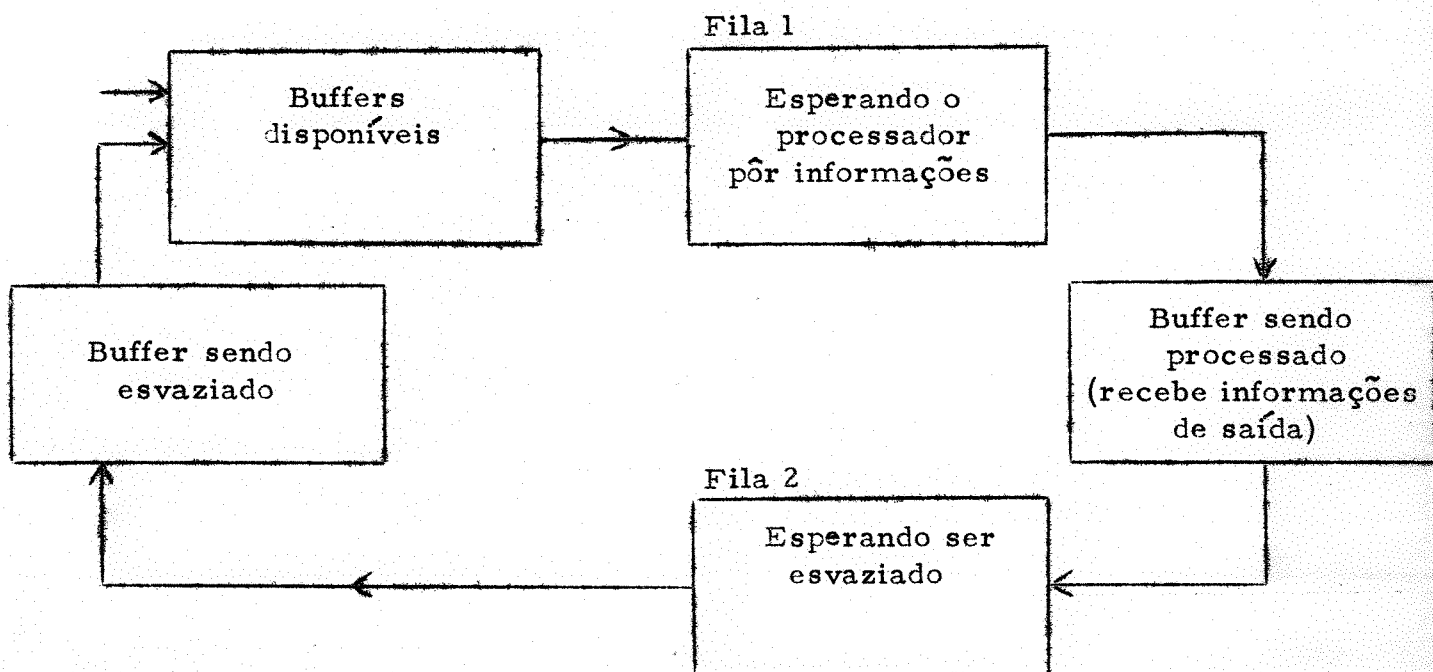 Fila 1
Buffers
disponíveis
Esperando o
processador
pôr informações
Buffer sendo
esvaziado
Buffer sendo
processado
(recebe informações
de saída)
Fila 2
Esperando ser
esvaziado